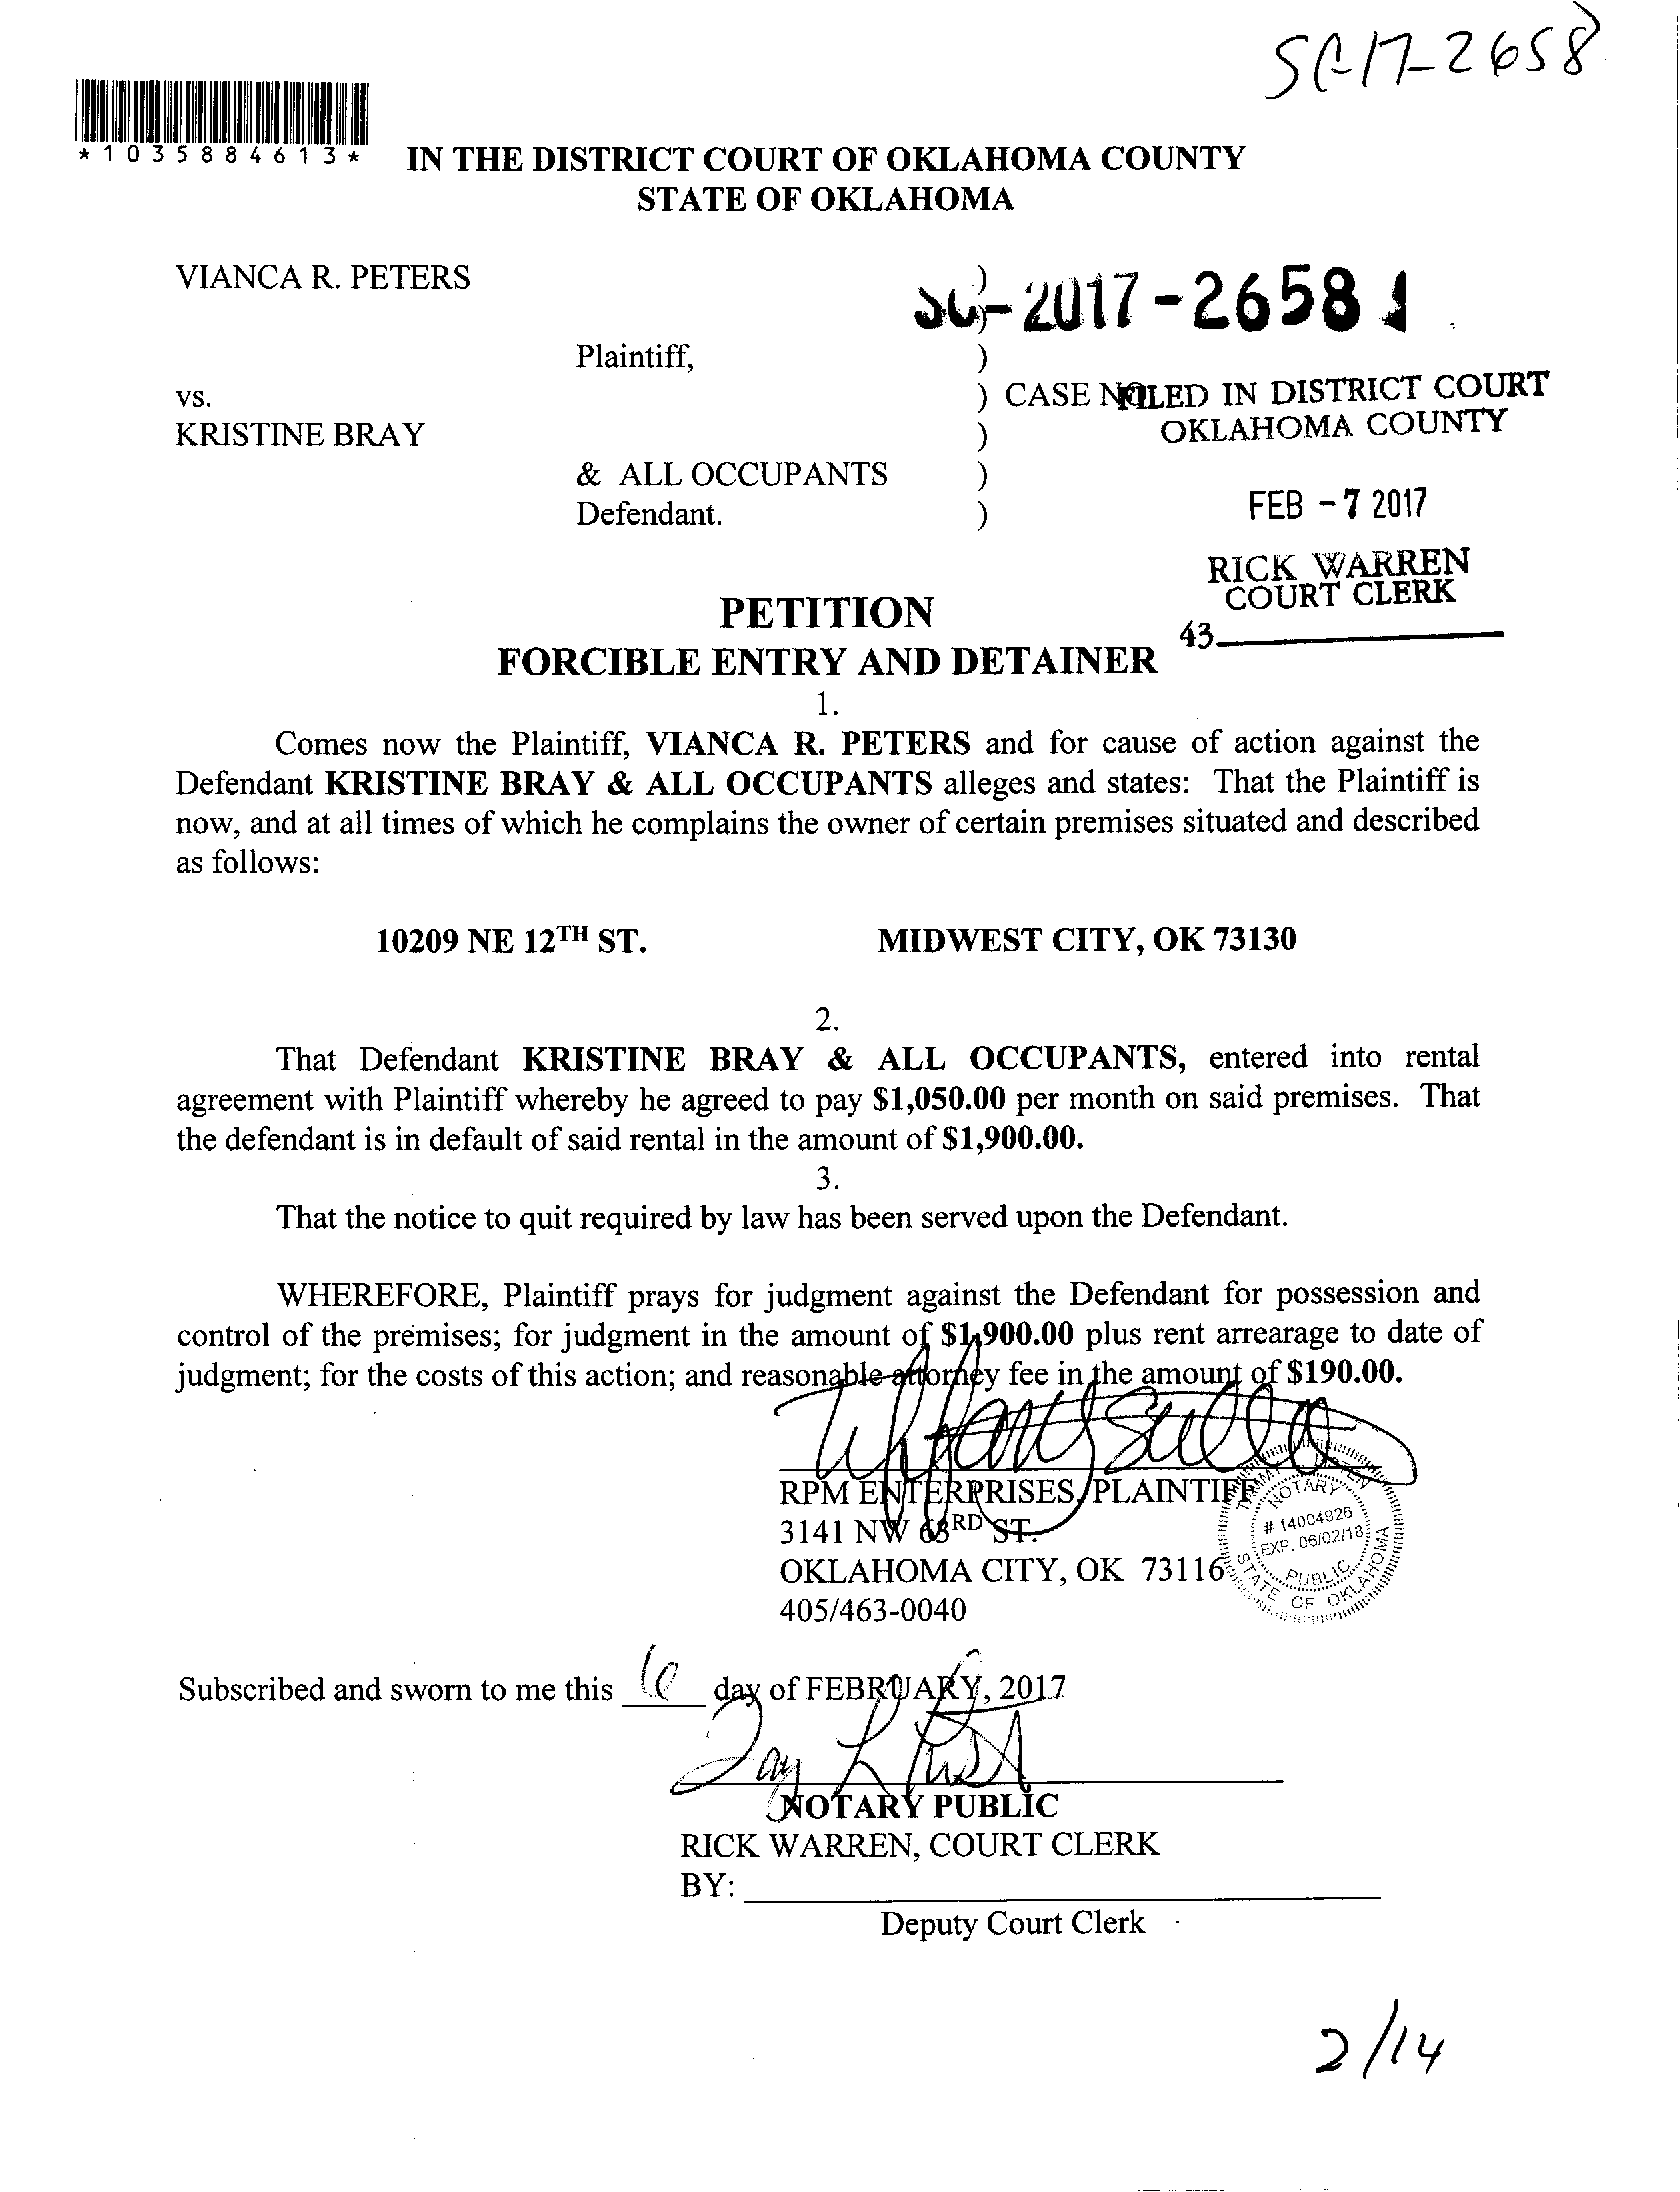 SC-17-2658
*1035884613*
IN THE DISTRICT COURT OF OKLAHOMA COUNTY
STATE OF OKLAHOMA
VIANCA R. PETERS )
SC-2017-2658
Plaintiff, )
vs. ) CASE NO.
FILED IN DISTRICT COURT
OKLAHOMA COUNTY
KRISTINE BRAY )
& ALL OCCUPANTS )
Defendant. )
FEB -7 2017
RICK WARREN
COURT CLERK
43
PETITION
FORCIBLE ENTRY AND DETAINER
1.
Comes now the Plaintiff, VIANCA R. PETERS and for cause of action against the
Defendant KRISTINE BRAY & ALL OCCUPANTS alleges and states: That the Plaintiff is
now, and at all times of which he complains the owner of certain premises situated and described
as follows:
10209 NE 12TH ST. MIDWEST CITY, OK 73130
2.
That Defendant KRISTINE BRAY & ALL OCCUPANTS, entered into rental
agreement with Plaintiff whereby he agreed to pay $1,050.00 per month on said premises. That
the defendant is in default of said rental in the amount of $1,900.00.
3.
That the notice to quit required by law has been served upon the Defendant.
WHEREFORE, Plaintiff prays for judgment against the Defendant for possession and
control of the premises; for judgment in the amount of $1,900.00 plus rent arrearage to date of
judgment; for the costs of this action; and reasonable attorney fee in the amount of $190.00.
RPM ENTERPRISES, PLAINTIFF
3141 NW 63RD ST.
OKLAHOMA CITY, OK 73116
405/463-0040
NOTARY
# 14004926
EXP. 06/02/18
PUBLIC
STATE OF OKLAHOMA
Subscribed and sworn to me this 6 day of FEBRUARY, 2017
NOTARY PUBLIC
RICK WARREN, COURT CLERK
BY:
Deputy Court Clerk
2/14